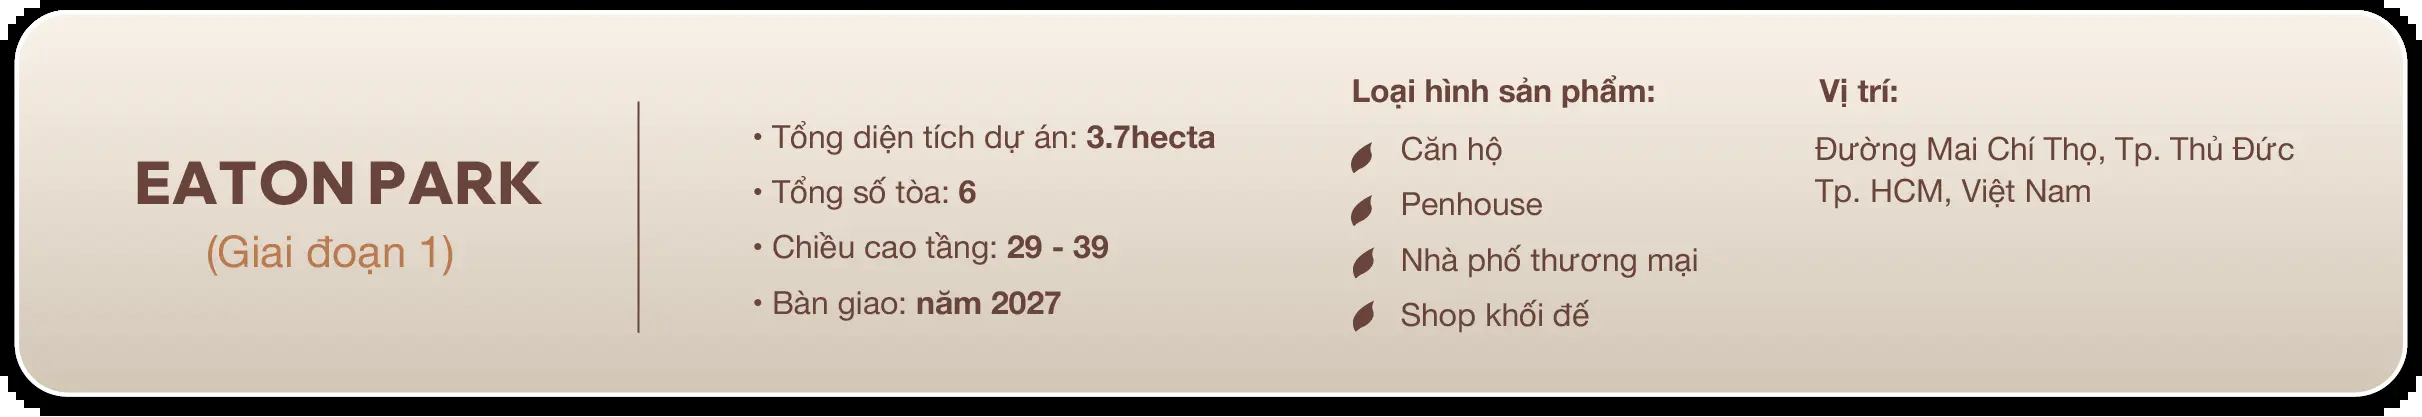 EATON PARK
(Giai đoạn 1)
• Tổng diện tích dự án: 3.7hecta
• Tổng số tòa: 6
• Chiều cao tầng: 29 - 39
• Bàn giao: năm 2027
Loại hình sản phẩm:
Căn hộ
Penhouse
Nhà phố thương mại
Shop khối đế
Vị trí:
Đường Mai Chí Thọ, Tp. Thủ Đức
Tp. HCM, Việt Nam